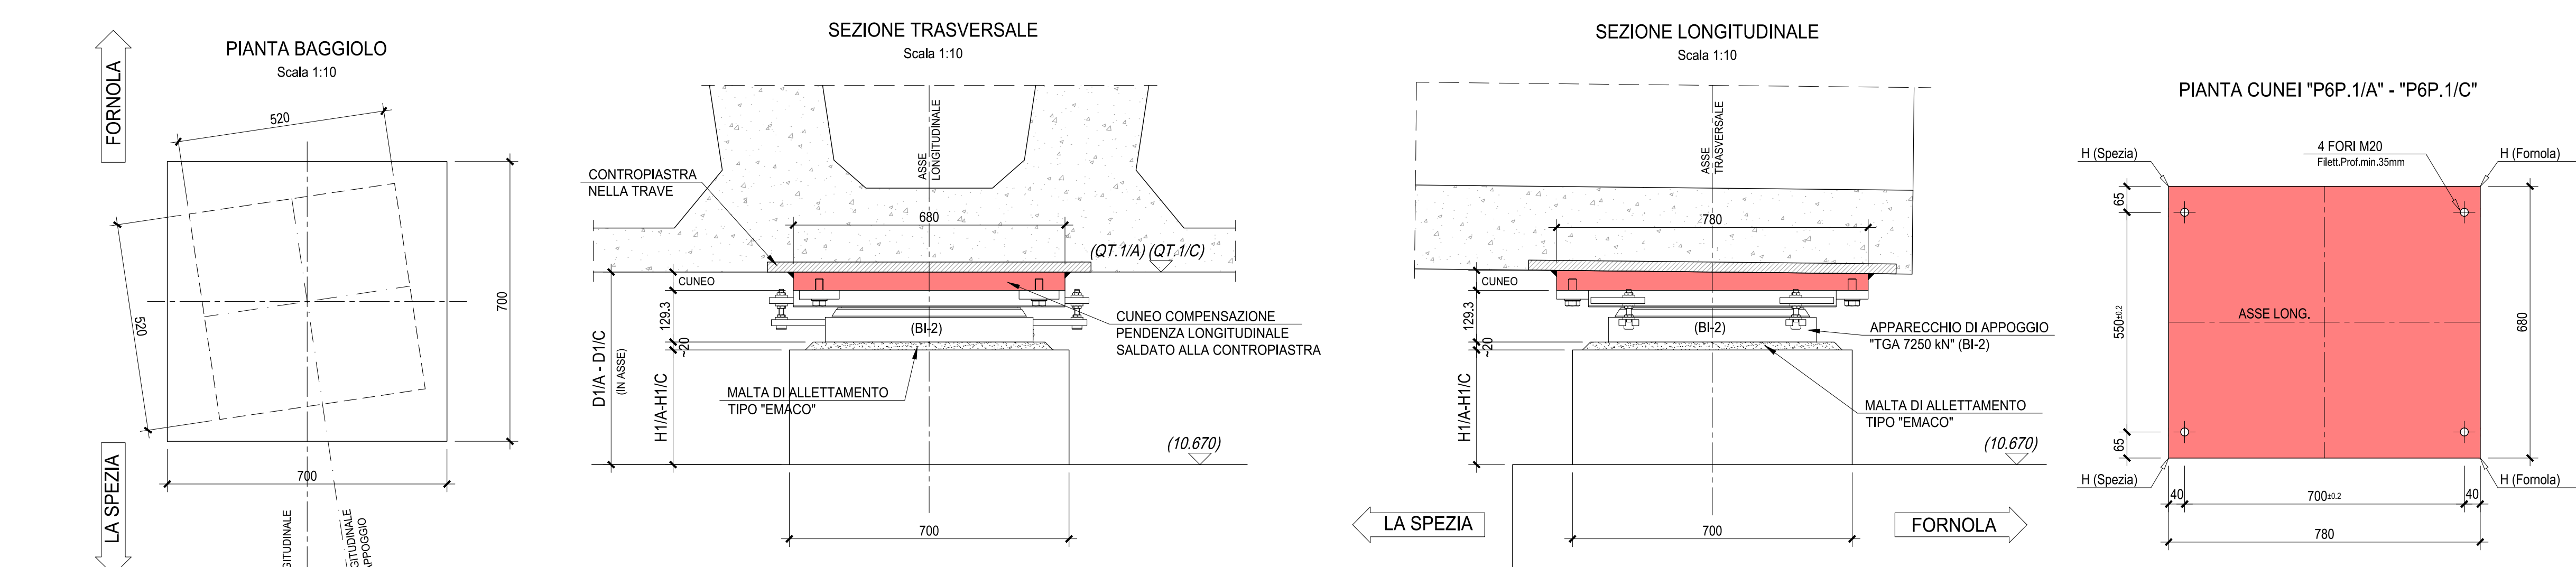 PIANTA BAGGIOLO
Scala 1:10
FORNOLA
LA SPEZIA
520
520
700
700
LONGITUDINALE
SEZIONE TRASVERSALE
Scala 1:10
ASSE
LONGITUDINALE
CONTROPIASTRA
NELLA TRAVE
680
(QT.1/A) (QT.1/C)
CUNEO
129.3
~20
D1/A - D1/C
(IN ASSE)
H1/A-H1/C
(BI-2)
CUNEO COMPENSAZIONE
PENDENZA LONGITUDINALE
SALDATO ALLA CONTROPIASTRA
MALTA DI ALLETTAMENTO
TIPO "EMACO"
(10.670)
700
SEZIONE LONGITUDINALE
Scala 1:10
ASSE
TRASVERSALE
780
CUNEO
129.3
~20
H1/A-H1/C
(BI-2)
APPARECCHIO DI APPOGGIO
"TGA 7250 kN" (BI-2)
MALTA DI ALLETTAMENTO
TIPO "EMACO"
(10.670)
LA SPEZIA
700
FORNOLA
PIANTA CUNEI "P6P.1/A" - "P6P.1/C"
4 FORI M20
Filett.Prof.min.35mm
H (Spezia)
H (Fornola)
65
550±0.2
65
ASSE LONG.
680
H (Spezia)
H (Fornola)
40
700±0.2
40
780